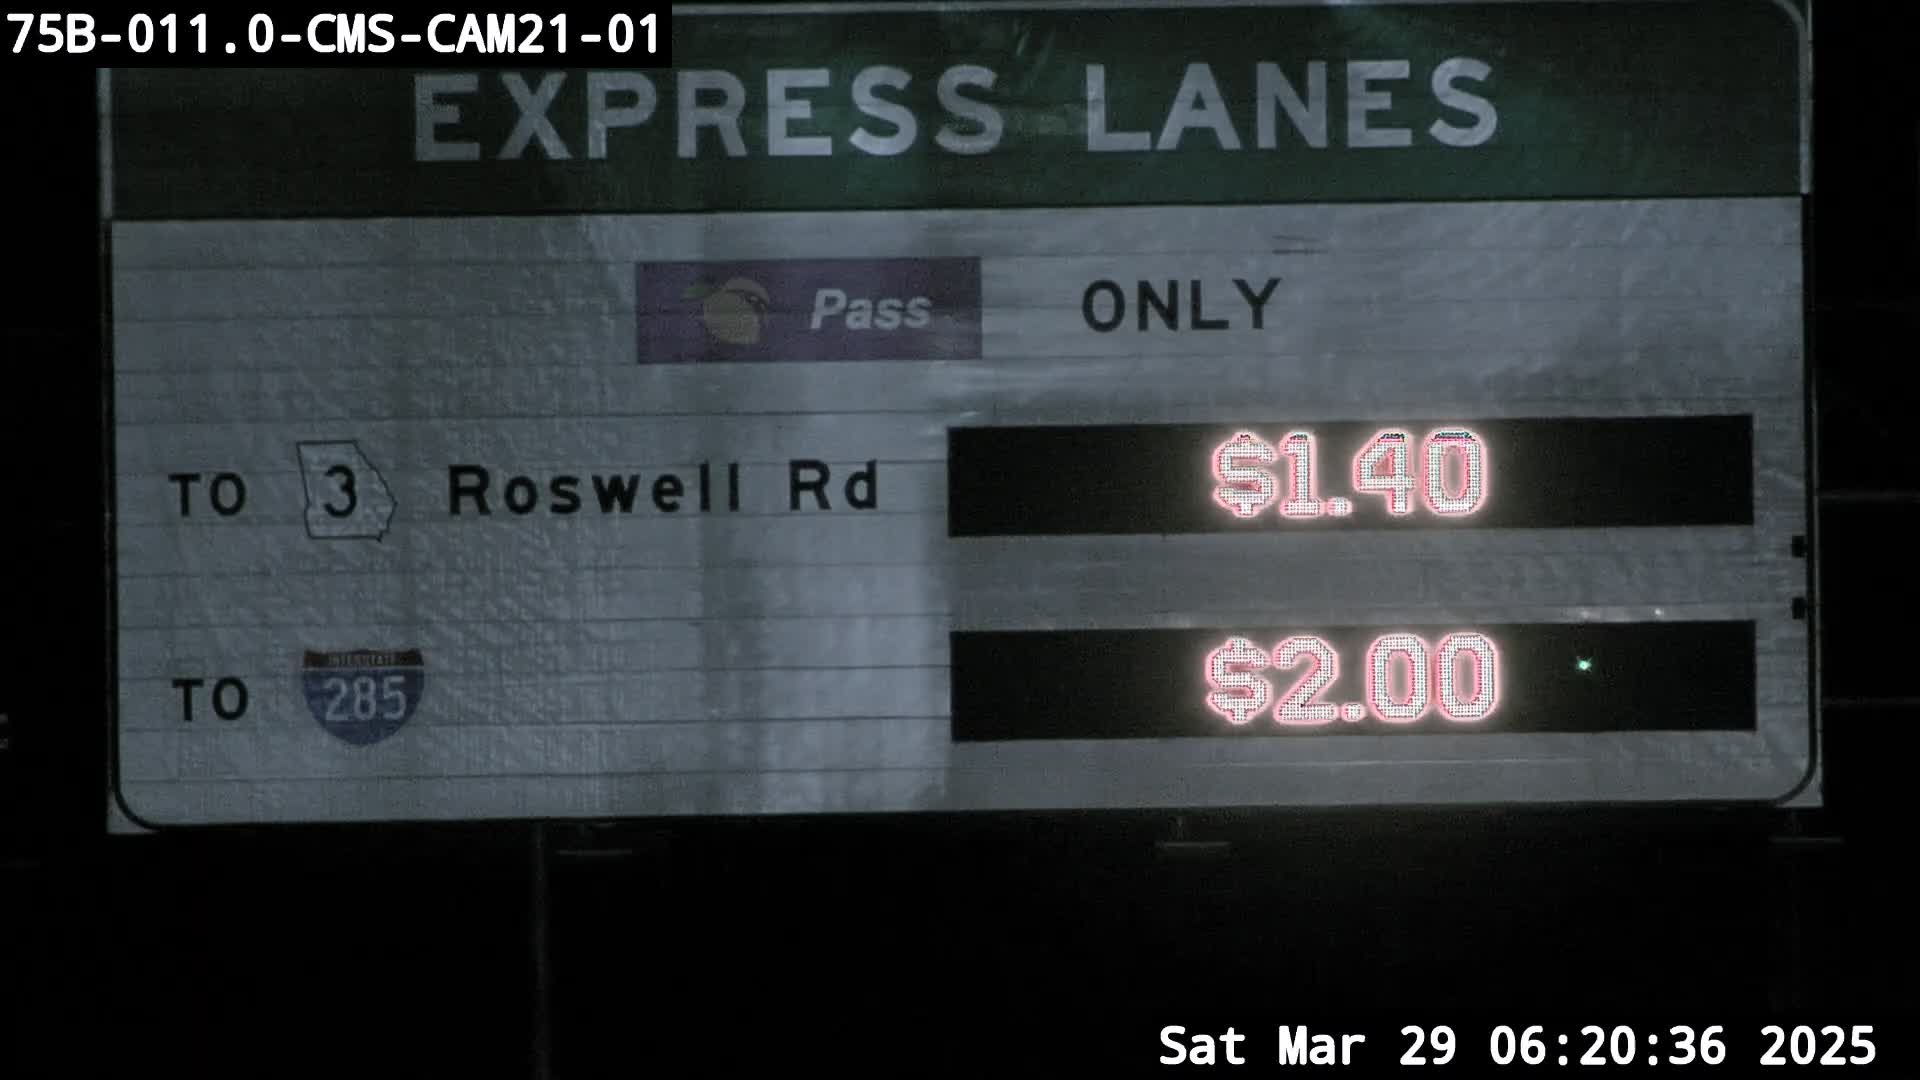 75B-011.0-CMS-CAM21-01
EXPRESS LANES
Pass ONLY
TO 3 Roswell Rd $1.40
TO INTERSTATE 285 $2.00
Sat Mar 29 06:20:36 2025